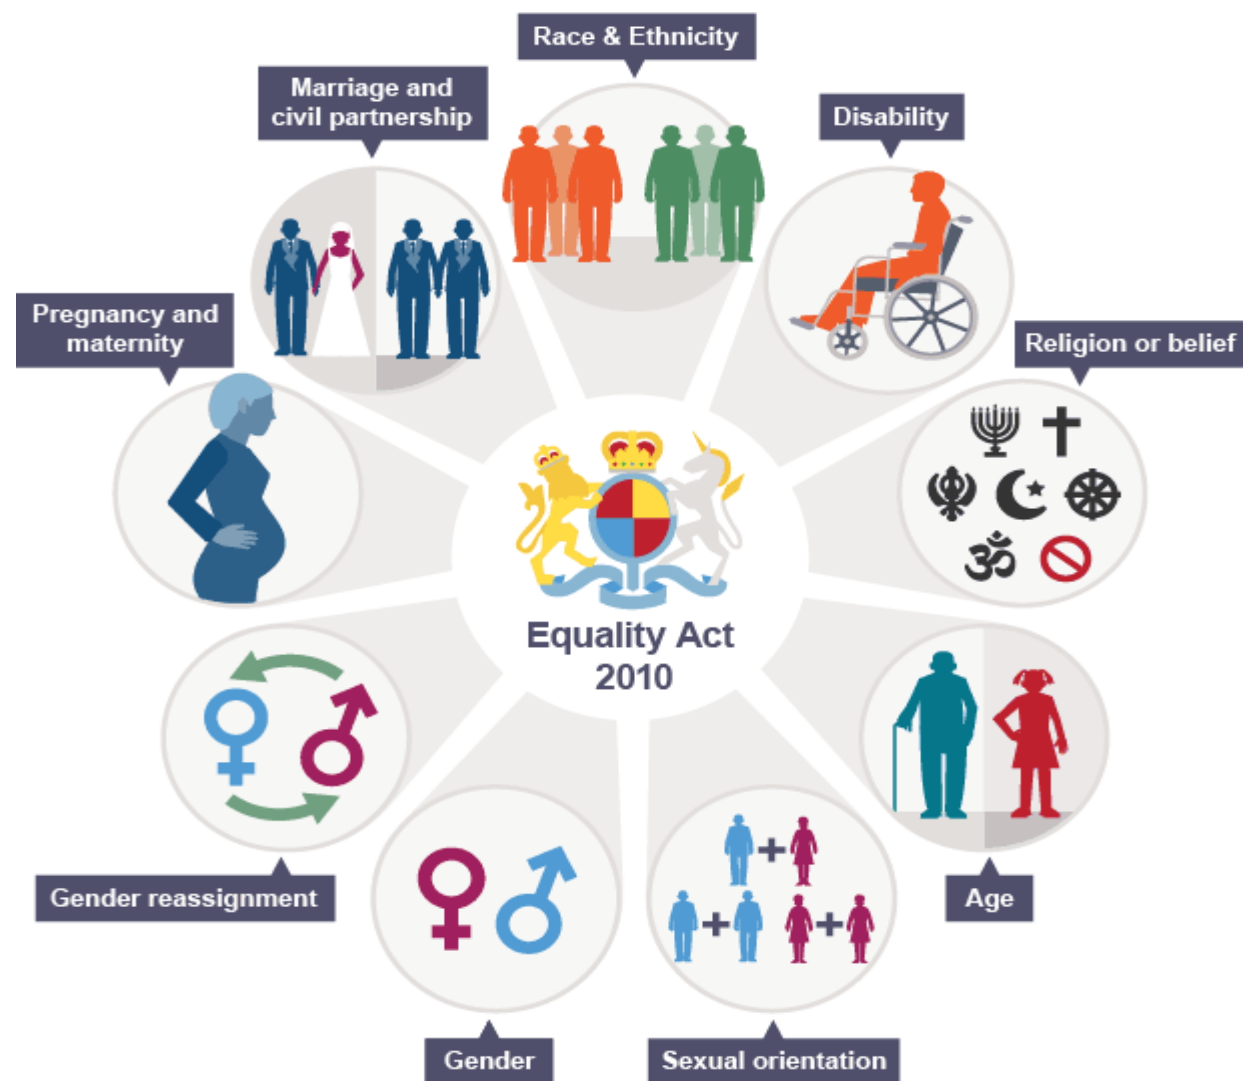 Race & Ethnicity
Marriage and
civil partnership
Disability
Pregnancy and
maternity
Religion or belief
Equality Act
2010
Gender reassignment
Age
Gender
Sexual orientation